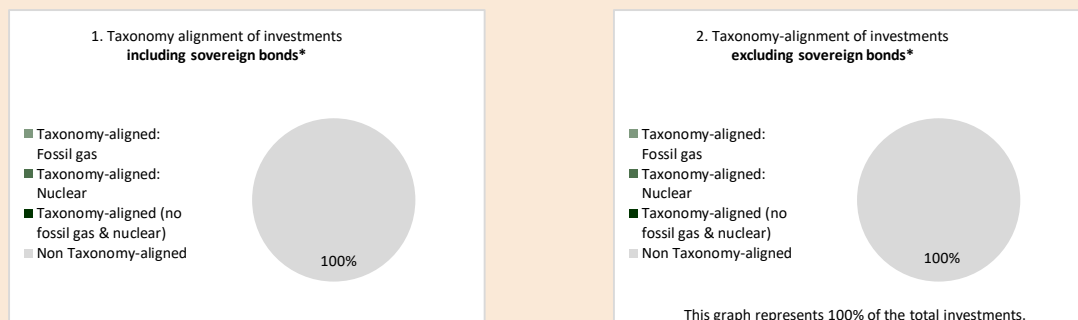 1. Taxonomy alignment of investments
including sovereign bonds*
Taxonomy-aligned:
Fossil gas
Taxonomy-aligned:
Nuclear
Taxonomy-aligned (no
fossil gas & nuclear)
Non Taxonomy-aligned
100%
2. Taxonomy-alignment of investments
excluding sovereign bonds*
Taxonomy-aligned:
Fossil gas
Taxonomy-aligned:
Nuclear
Taxonomy-aligned (no
fossil gas & nuclear)
Non Taxonomy-aligned
100%
This graph represents 100% of the total investments.